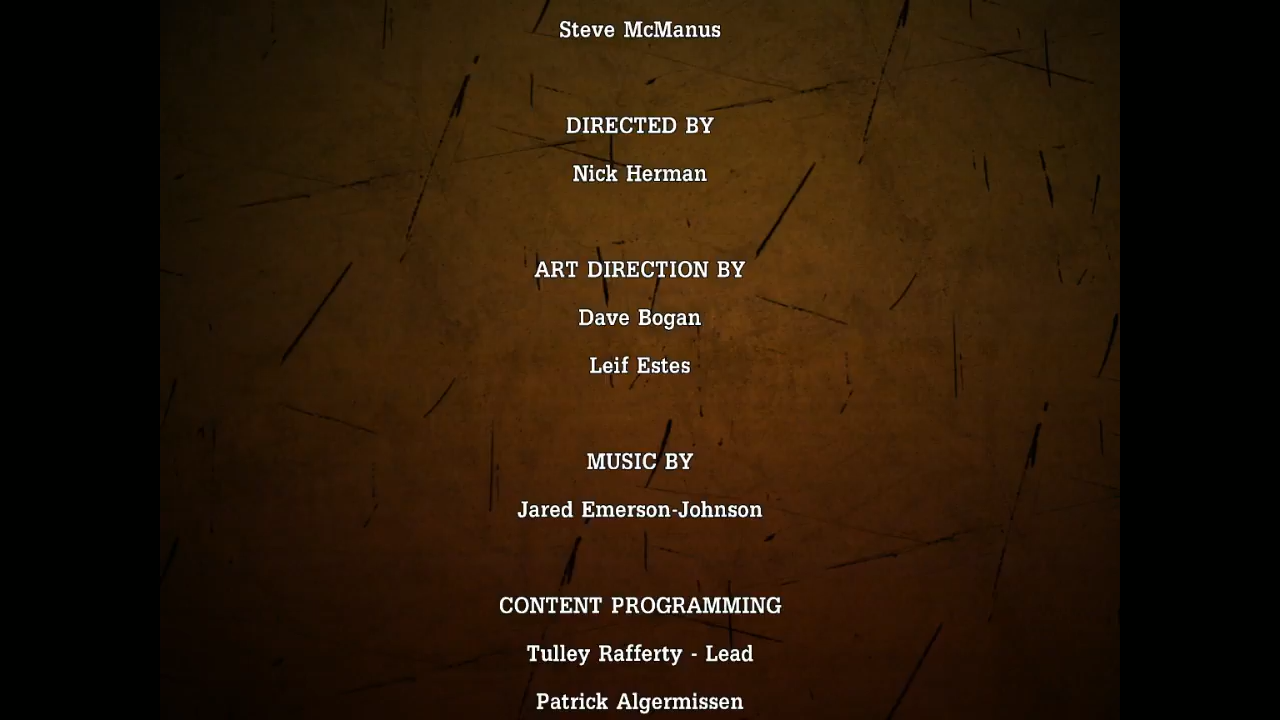 Steve McManus
DIRECTED BY
Nick Herman
ART DIRECTION BY
Dave Bogan
Leif Estes
MUSIC BY
Jared Emerson-Johnson
CONTENT PROGRAMMING
Tulley Rafferty - Lead
Patrick Algermissen